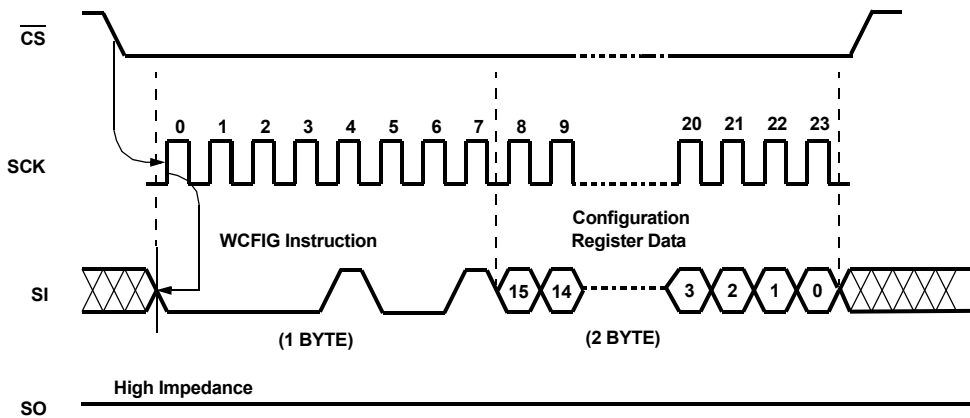 CS
0 1 2 3 4 5 6 7 8 9 20 21 22 23
SCK
WCFIG Instruction
Configuration
Register Data
SI
15 14 3 2 1 0
(1 BYTE) (2 BYTE)
High Impedance
SO